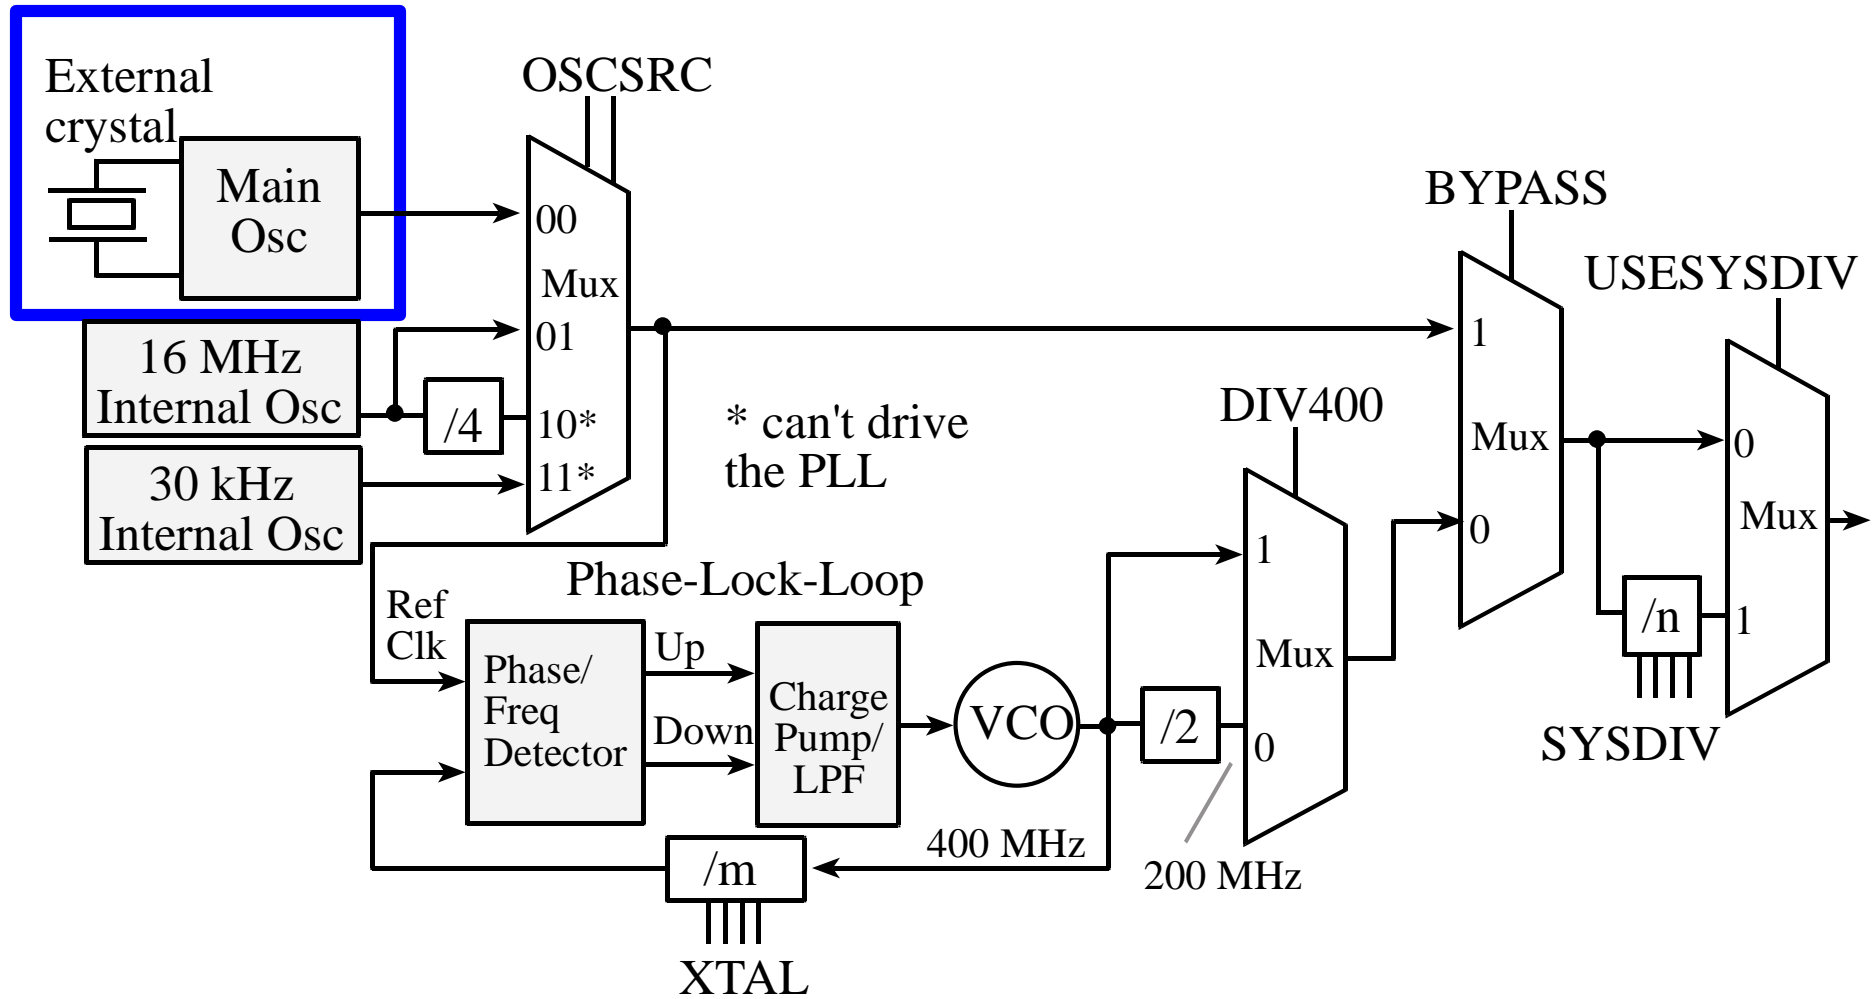 External
crystal
Main
Osc
OSCSRC
00
Mux
01
10*
11*
16 MHz
Internal Osc
/4
30 kHz
Internal Osc
* can't drive
the PLL
BYPASS
1
Mux
0
USESYSDIV
0
Mux
1
/n
SYSDIV
DIV400
1
Mux
0
Phase-Lock-Loop
Ref
Clk
Phase/
Freq
Detector
Up
Down
Charge
Pump/
LPF
VCO
/2
400 MHz
200 MHz
/m
XTAL